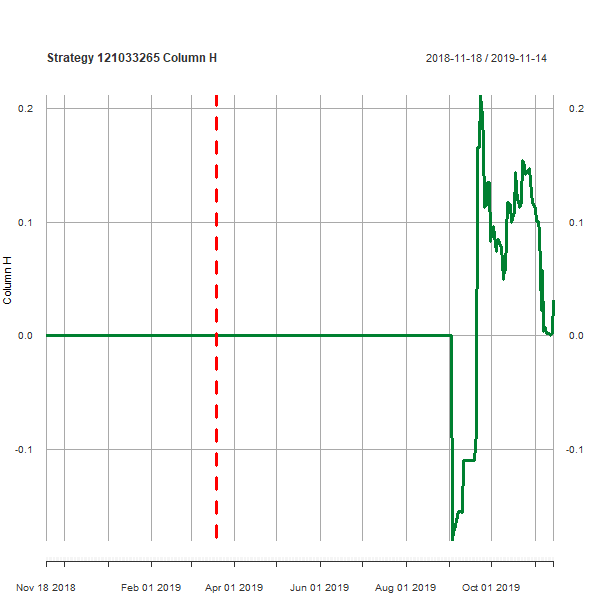 Strategy 121033265 Column H
2018-11-18 / 2019-11-14
0.2
0.2
0.1
0.1
Column H
0.0
0.0
-0.1
-0.1
Nov 18 2018
Feb 01 2019
Apr 01 2019
Jun 01 2019
Aug 01 2019
Oct 01 2019